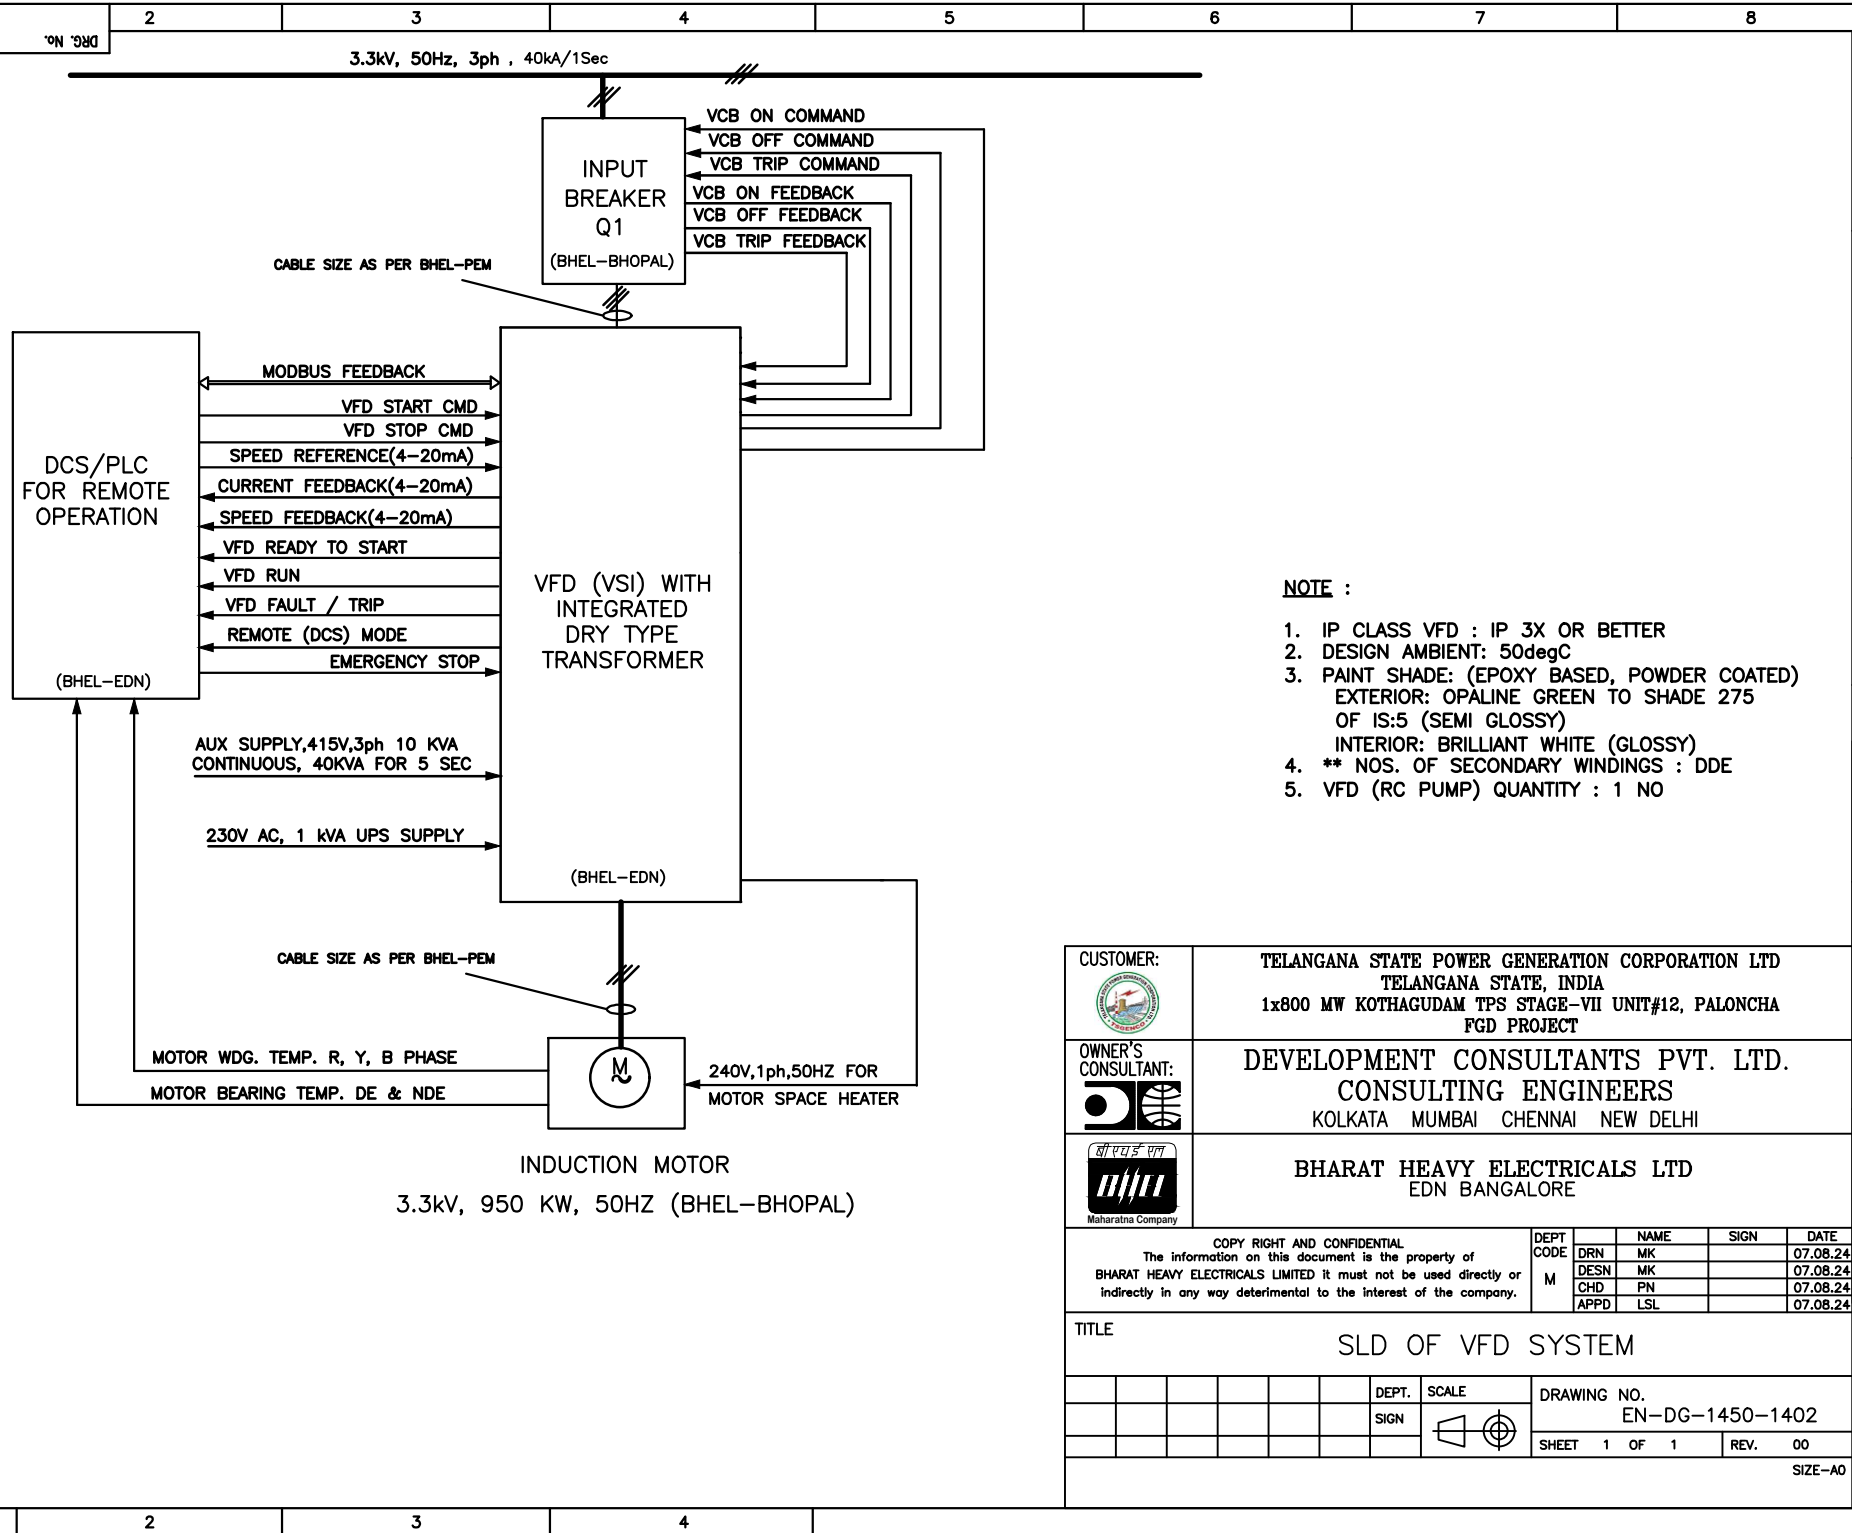 2 3 4 5 6 7 8
DRG. No.
3.3kV, 50Hz, 3ph , 40kA/1Sec
VCB ON COMMAND
VCB OFF COMMAND
VCB TRIP COMMAND
VCB ON FEEDBACK
VCB OFF FEEDBACK
VCB TRIP FEEDBACK
INPUT
BREAKER
Q1
(BHEL-BHOPAL)
CABLE SIZE AS PER BHEL-PEM
MODBUS FEEDBACK
VFD START CMD
VFD STOP CMD
SPEED REFERENCE(4-20mA)
CURRENT FEEDBACK(4-20mA)
SPEED FEEDBACK(4-20mA)
VFD READY TO START
VFD RUN
VFD FAULT / TRIP
REMOTE (DCS) MODE
EMERGENCY STOP
DCS/PLC
FOR REMOTE
OPERATION
(BHEL-EDN)
VFD (VSI) WITH
INTEGRATED
DRY TYPE
TRANSFORMER
(BHEL-EDN)
AUX SUPPLY,415V,3ph 10 KVA
CONTINUOUS, 40KVA FOR 5 SEC
230V AC, 1 kVA UPS SUPPLY
CABLE SIZE AS PER BHEL-PEM
MOTOR WDG. TEMP. R, Y, B PHASE
MOTOR BEARING TEMP. DE & NDE
M
~
240V,1ph,50HZ FOR
MOTOR SPACE HEATER
INDUCTION MOTOR
3.3kV, 950 KW, 50HZ (BHEL-BHOPAL)
NOTE :
1. IP CLASS VFD : IP 3X OR BETTER
2. DESIGN AMBIENT: 50degC
3. PAINT SHADE: (EPOXY BASED, POWDER COATED)
EXTERIOR: OPALINE GREEN TO SHADE 275
OF IS:5 (SEMI GLOSSY)
INTERIOR: BRILLIANT WHITE (GLOSSY)
4. ** NOS. OF SECONDARY WINDINGS : DDE
5. VFD (RC PUMP) QUANTITY : 1 NO
CUSTOMER:
TELANGANA STATE POWER GENERATION CORPORATION LTD
TELANGANA STATE, INDIA
1x800 MW KOTHAGUDAM TPS STAGE-VII UNIT#12, PALONCHA
FGD PROJECT
TELANGANA STATE POWER GENERATION CORPORATION LTD
TSGENCO
OWNER'S
CONSULTANT:
DEVELOPMENT CONSULTANTS PVT. LTD.
CONSULTING ENGINEERS
KOLKATA MUMBAI CHENNAI NEW DELHI
बी एच ई एल
Maharatna Company
BHARAT HEAVY ELECTRICALS LTD
EDN BANGALORE
COPY RIGHT AND CONFIDENTIAL
The information on this document is the property of
BHARAT HEAVY ELECTRICALS LIMITED it must not be used directly or
indirectly in any way deterimental to the interest of the company.
DEPT
CODE
M
NAME SIGN DATE
DRN MK 07.08.24
DESN MK 07.08.24
CHD PN 07.08.24
APPD LSL 07.08.24
TITLE
SLD OF VFD SYSTEM
DEPT.
SIGN
SCALE
DRAWING NO.
EN-DG-1450-1402
SHEET 1 OF 1
REV. 00
SIZE-A0
2 3 4